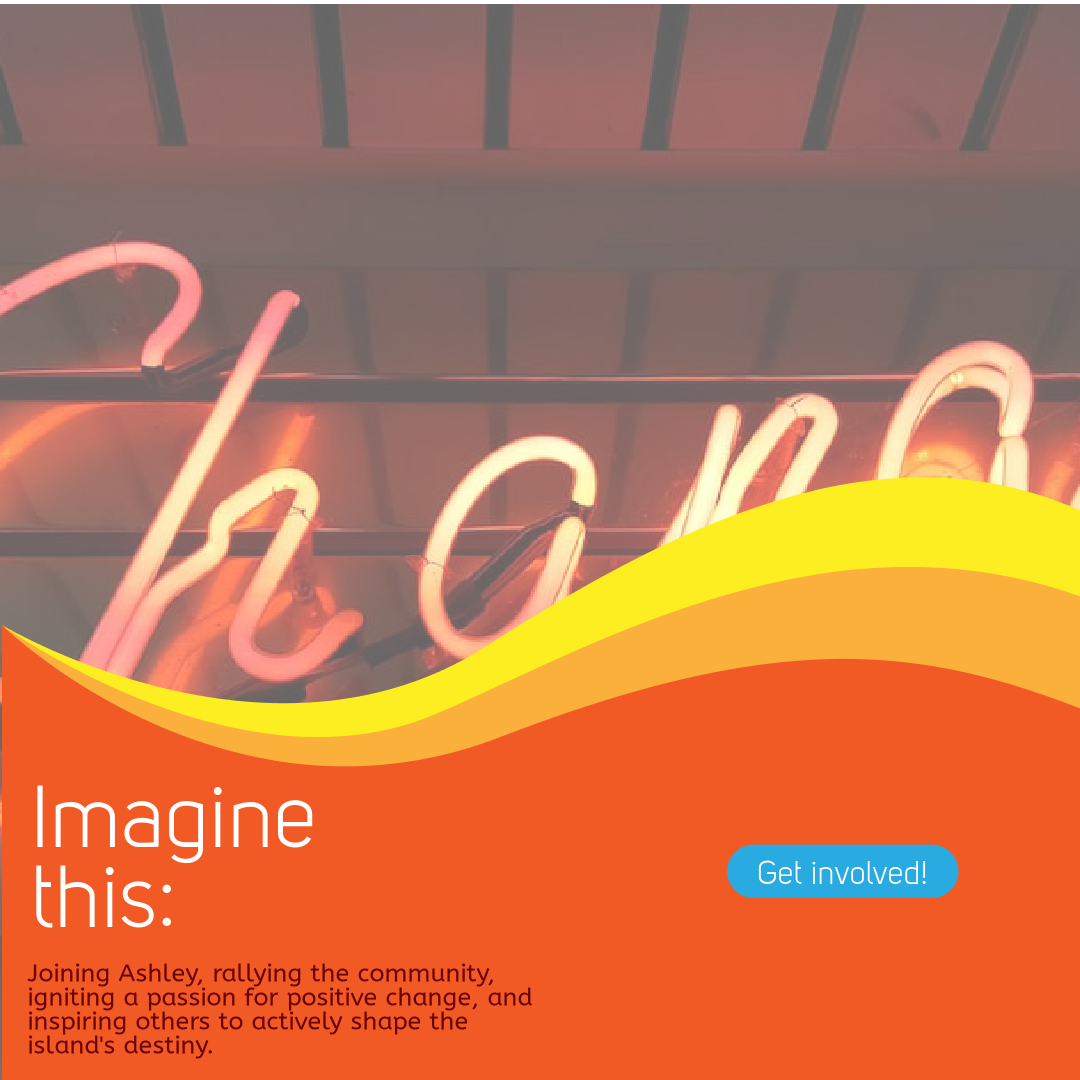 Chang
Imagine
this:
Get involved!
Joining Ashley, rallying the community,
igniting a passion for positive change, and
inspiring others to actively shape the
island's destiny.